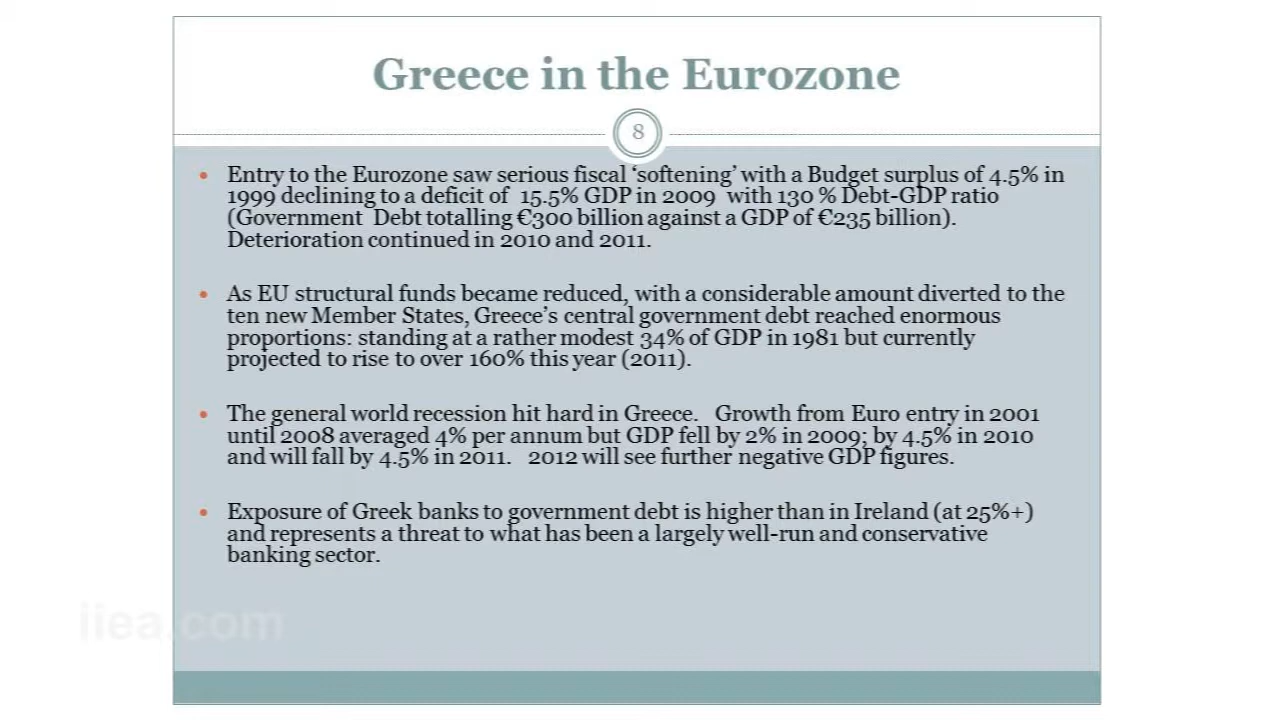 Greece in the Eurozone
8
• Entry to the Eurozone saw serious fiscal ‘softening’ with a Budget surplus of 4.5% in
1999 declining to a deficit of 15.5% GDP in 2009 with 130 % Debt-GDP ratio
(Government Debt totalling €300 billion against a GDP of €235 billion).
Deterioration continued in 2010 and 2011.
• As EU structural funds became reduced, with a considerable amount diverted to the
ten new Member States, Greece’s central government debt reached enormous
proportions: standing at a rather modest 34% of GDP in 1981 but currently
projected to rise to over 160% this year (2011).
• The general world recession hit hard in Greece. Growth from Euro entry in 2001
until 2008 averaged 4% per annum but GDP fell by 2% in 2009; by 4.5% in 2010
and will fall by 4.5% in 2011. 2012 will see further negative GDP figures.
• Exposure of Greek banks to government debt is higher than in Ireland (at 25%+)
and represents a threat to what has been a largely well-run and conservative
banking sector.
iiea.com